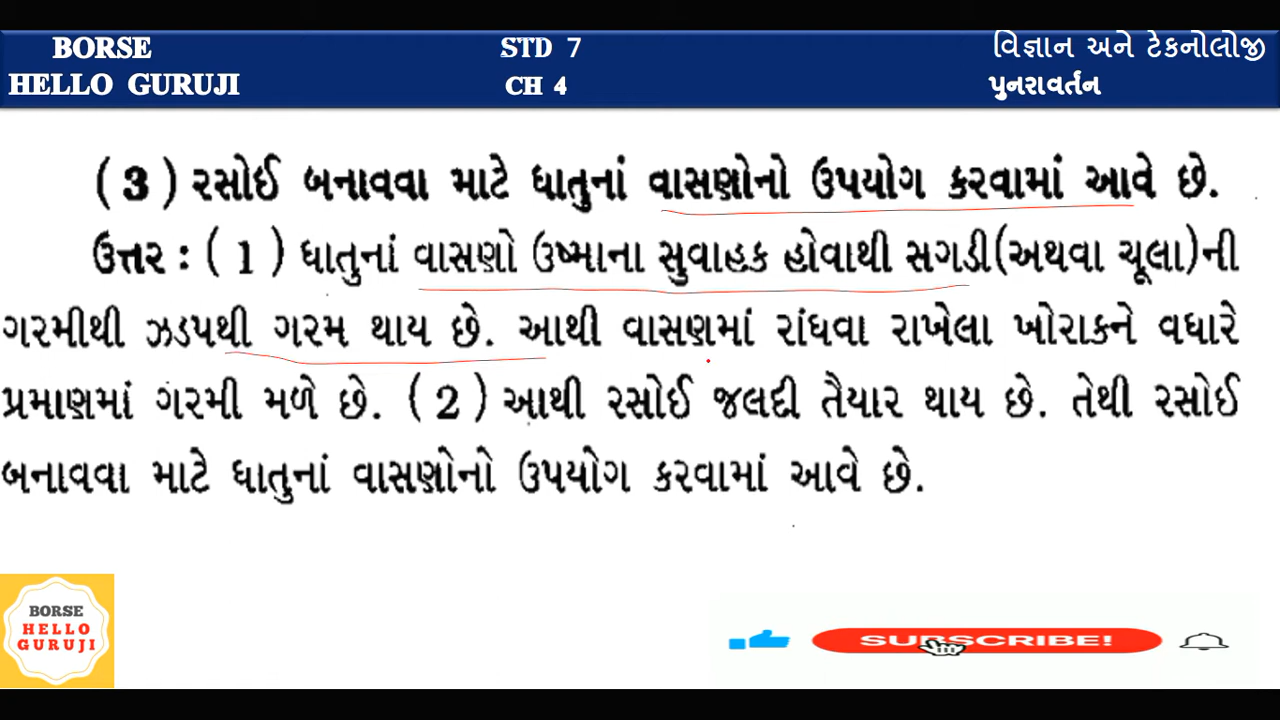 BORSE
HELLO GURUJI
STD 7
CH 4
વિજ્ઞાન અને ટેકનોલોજી
પુનરાવર્તન
(3) રસોઈ બનાવવા માટે ધાતુનાં વાસણોનો ઉપયોગ કરવામાં આવે છે.
ઉત્તર : (1) ધાતુનાં વાસણો ઉષ્માના સુવાહક હોવાથી સગડી(અથવા ચૂલા)ની
ગરમીથી ઝડપથી ગરમ થાય છે. આથી વાસણમાં રાંધવા રાખેલા ખોરાકને વધારે
પ્રમાણમાં ગરમી મળે છે. (2) આથી રસોઈ જલદી તૈયાર થાય છે. તેથી રસોઈ
બનાવવા માટે ધાતુનાં વાસણોનો ઉપયોગ કરવામાં આવે છે.
BORSE
HELLO
GURUJI
SUBSCRIBE!